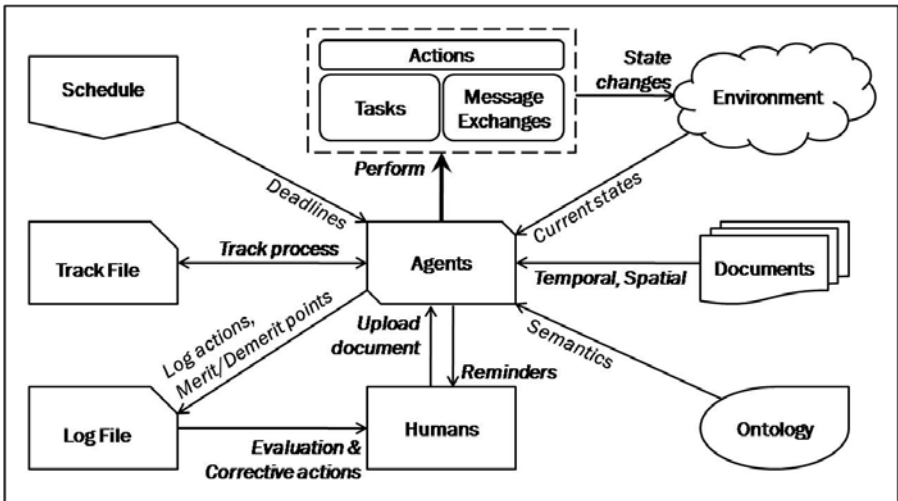 Actions
Schedule
Tasks
Message
Exchanges
State
changes
Environment
Perform
Deadlines
Current states
Track File
Track process
Agents
Temporal, Spatial
Documents
Log actions,
Merit/Demerit points
Upload
document
Reminders
Semantics
Log File
Evaluation &
Corrective actions
Humans
Ontology